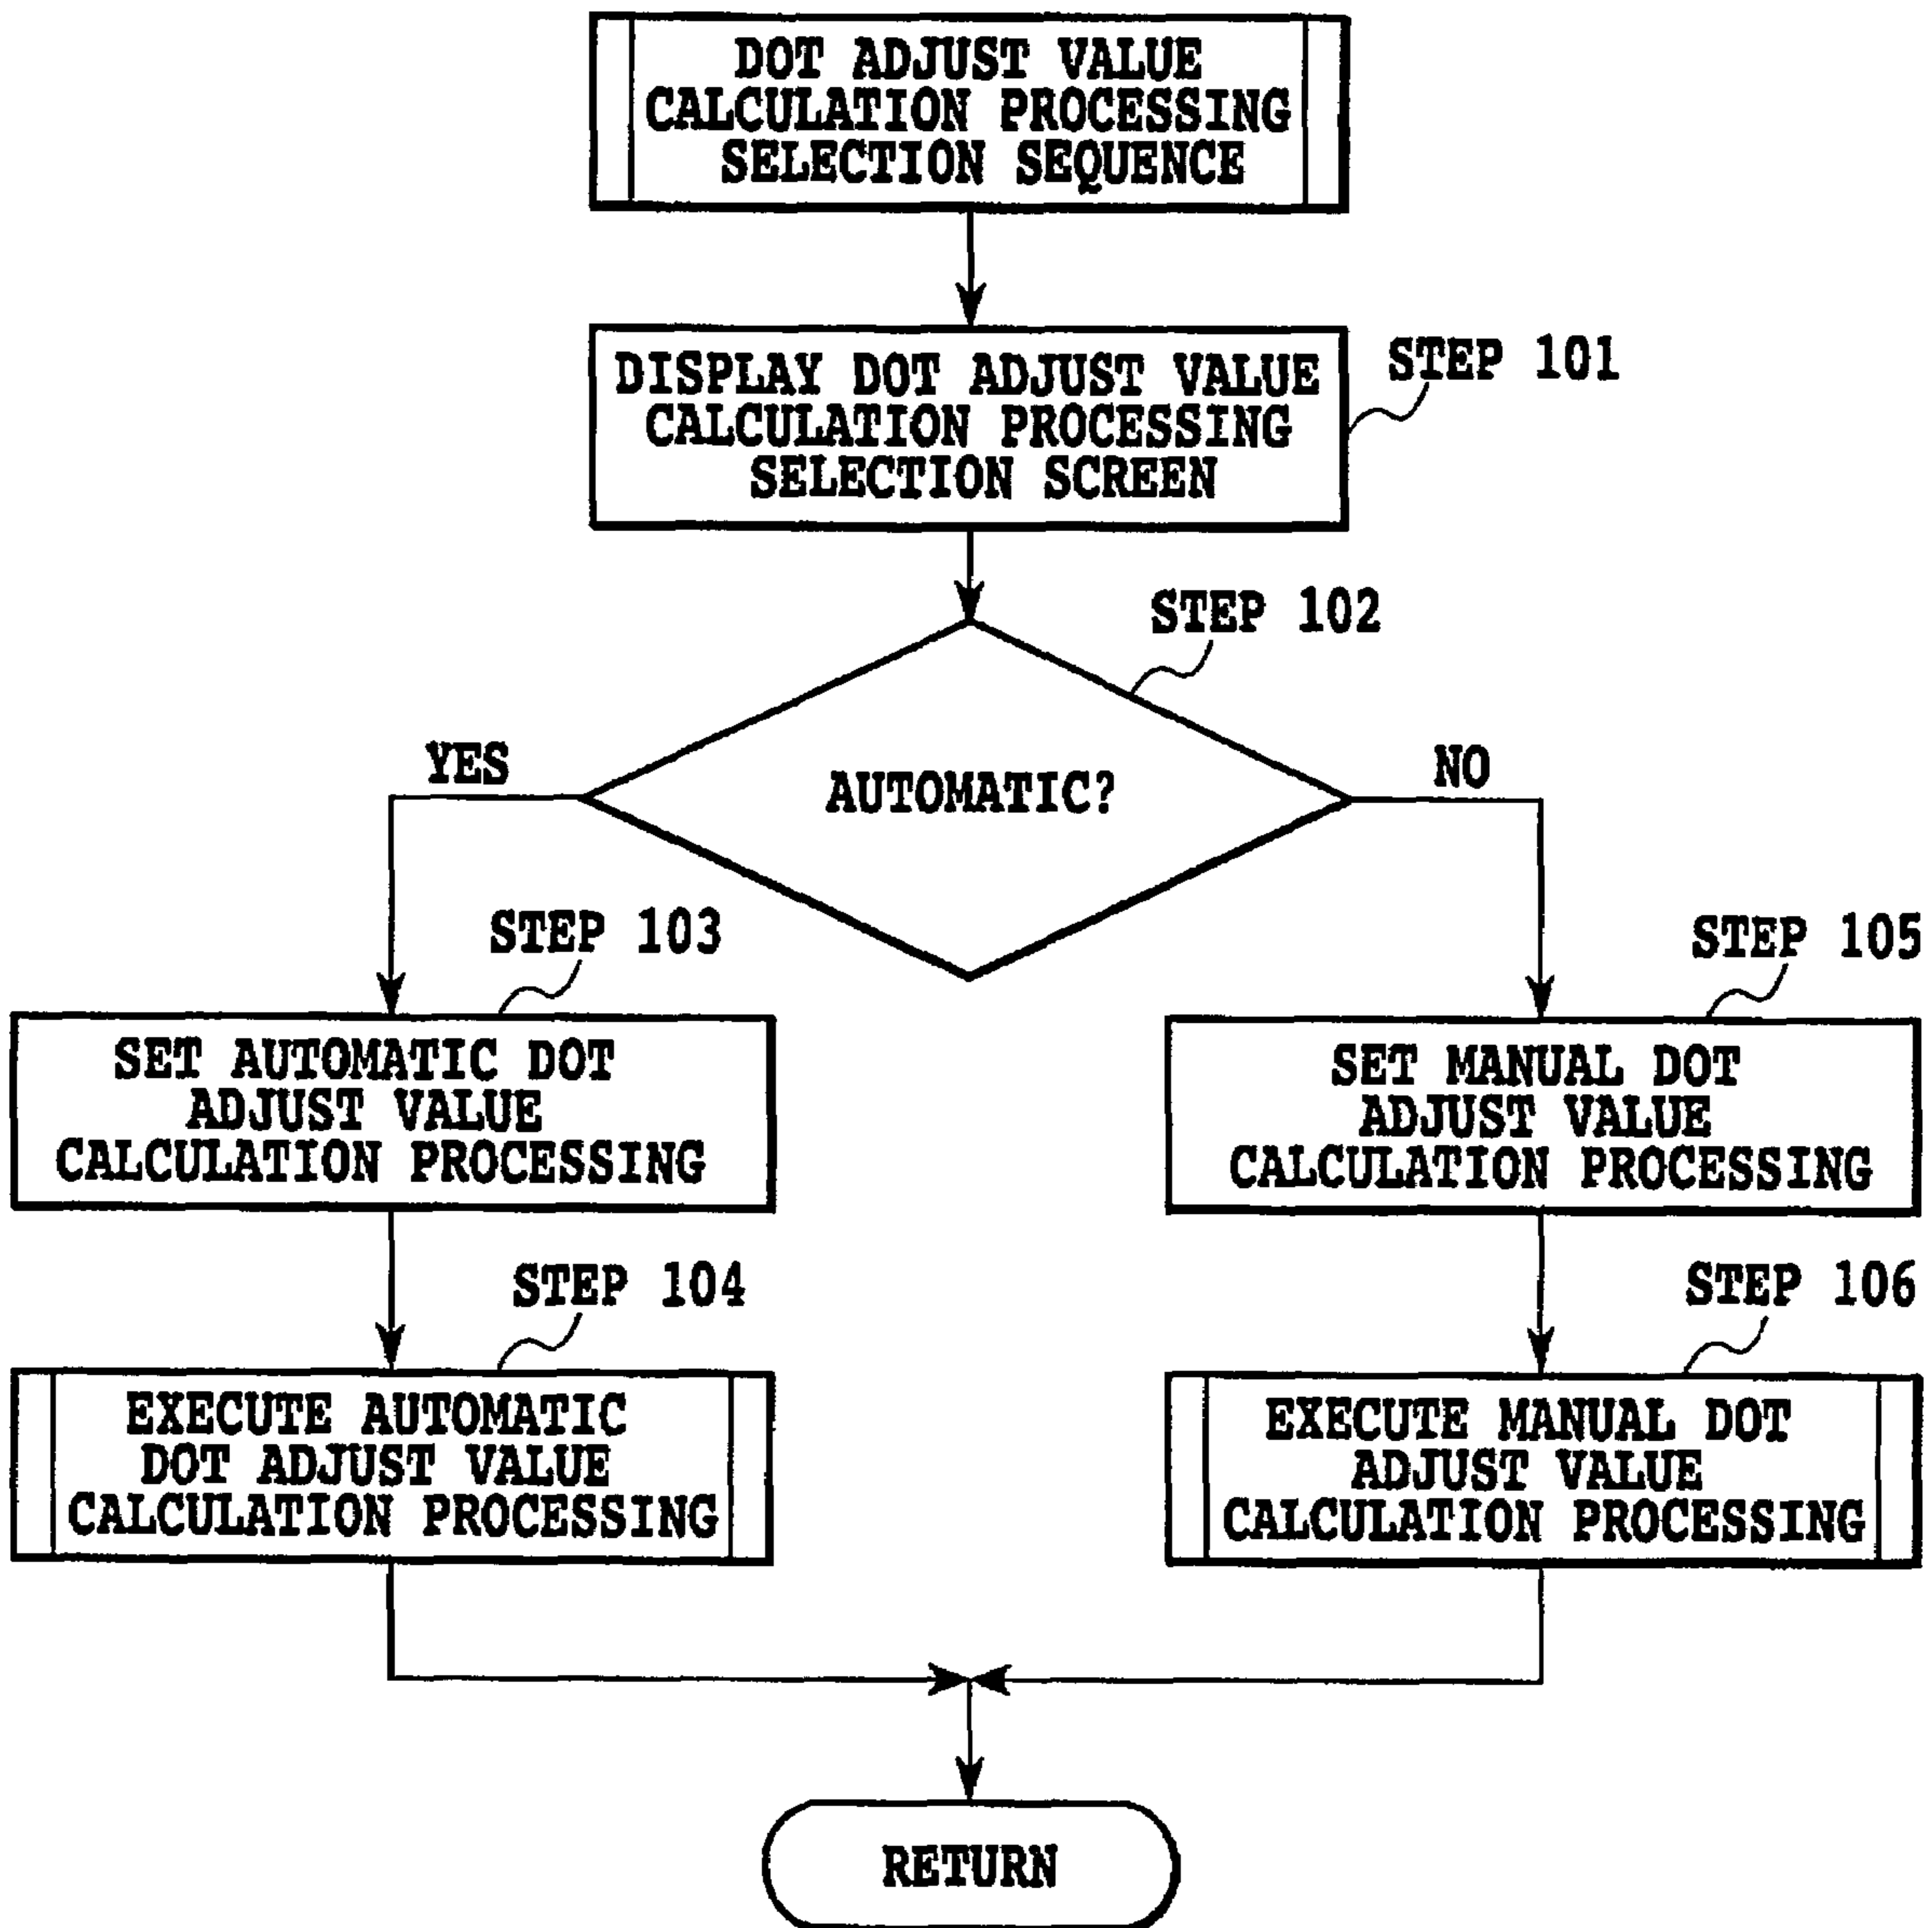 DOT ADJUST VALUE
CALCULATION PROCESSING
SELECTION SEQUENCE
DISPLAY DOT ADJUST VALUE
CALCULATION PROCESSING
SELECTION SCREEN
STEP 101
STEP 102
AUTOMATIC?
YES
NO
STEP 103
SET AUTOMATIC DOT
ADJUST VALUE
CALCULATION PROCESSING
STEP 105
SET MANUAL DOT
ADJUST VALUE
CALCULATION PROCESSING
STEP 104
EXECUTE AUTOMATIC
DOT ADJUST VALUE
CALCULATION PROCESSING
STEP 106
EXECUTE MANUAL DOT
ADJUST VALUE
CALCULATION PROCESSING
RETURN